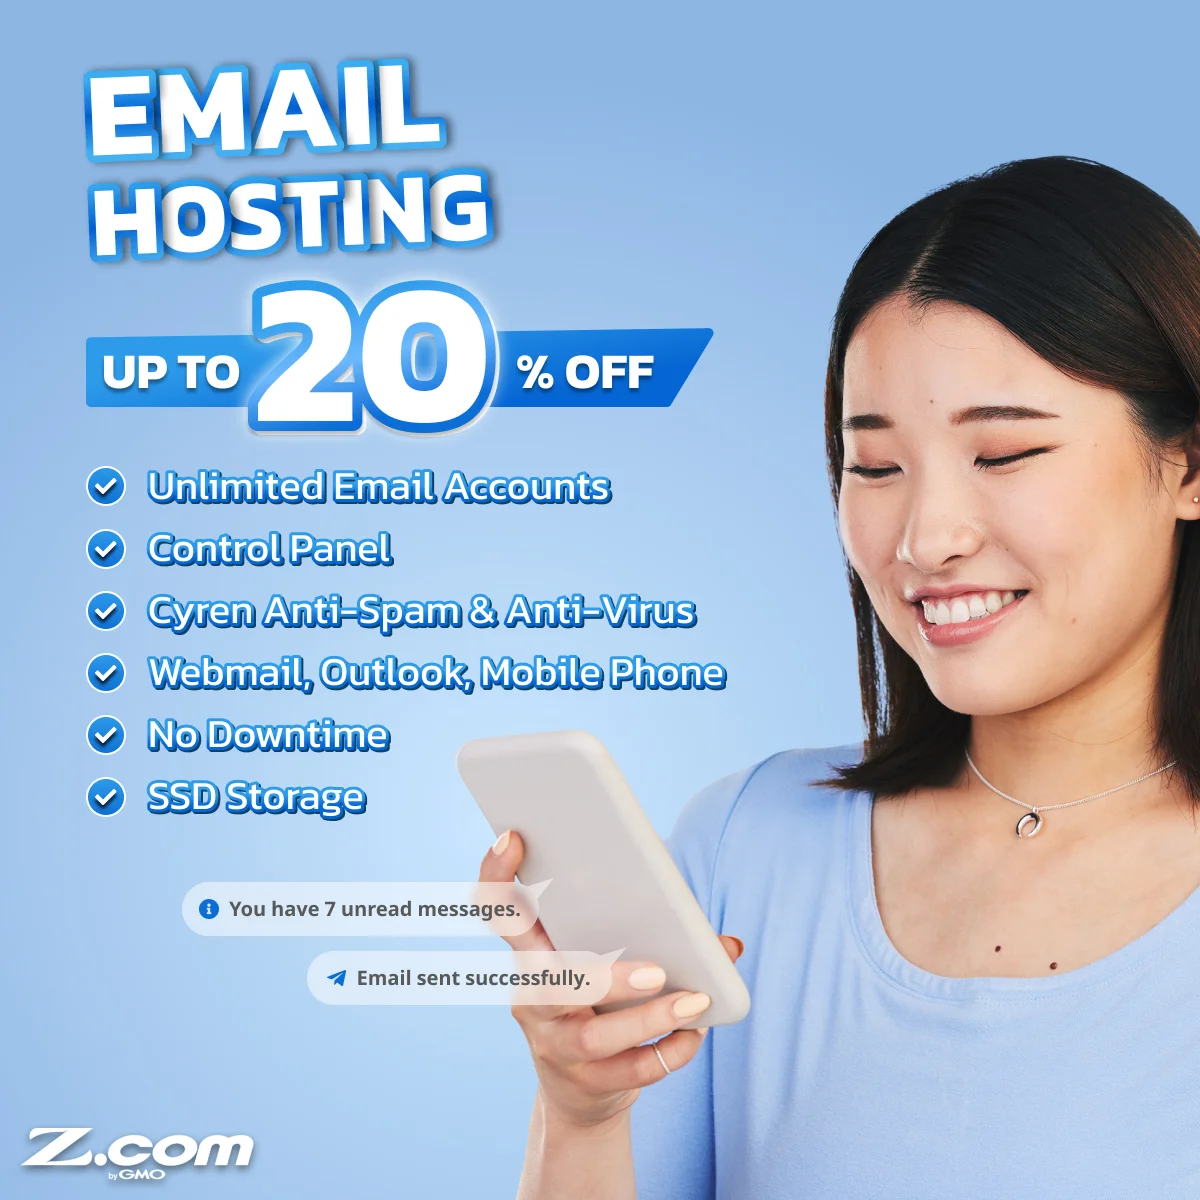 EMAIL
HOSTING
UP TO 20 % OFF
Unlimited Email Accounts
Control Panel
Cyren Anti-Spam & Anti-Virus
Webmail, Outlook, Mobile Phone
No Downtime
SSD Storage
You have 7 unread messages.
Email sent successfully.
Z.com
by GMO